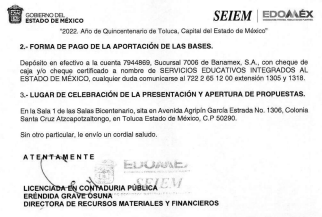 GOBIERNO DEL
ESTADO DE MÉXICO
SEIEM EDOMÉX
"2022. Año de Quincentenario de Toluca, Capital del Estado de México"
2.- FORMA DE PAGO DE LA APORTACIÓN DE LAS BASES.
Depósito en efectivo a la cuenta 7944869, Sucursal 7006 de Banamex, S.A., o con cheque de
caja y/o cheque certificado a nombre de SERVICIOS EDUCATIVOS INTEGRADOS AL
ESTADO DE MÉXICO, cualquier duda comunicarse al 722 2 65 12 00 extensión 1305 y 1318.
3.- LUGAR DE CELEBRACIÓN DE LA PRESENTACIÓN Y APERTURA DE PROPUESTAS.
En la Sala 1 de las Salas Bicentenario, sita en Avenida Agripín García Estrada No. 1306, Colonia
Santa Cruz Atzcapotzaltongo, en Toluca Estado de México, C.P 50290.
Sin otro particular, le envío un cordial saludo.
ATENTAMENTE
EDOMÉX
SEIEM
LICENCIADA EN CONTADURÍA PÚBLICA
ERÉNDIDA GRAVE OSUNA
DIRECTORA DE RECURSOS MATERIALES Y FINANCIEROS